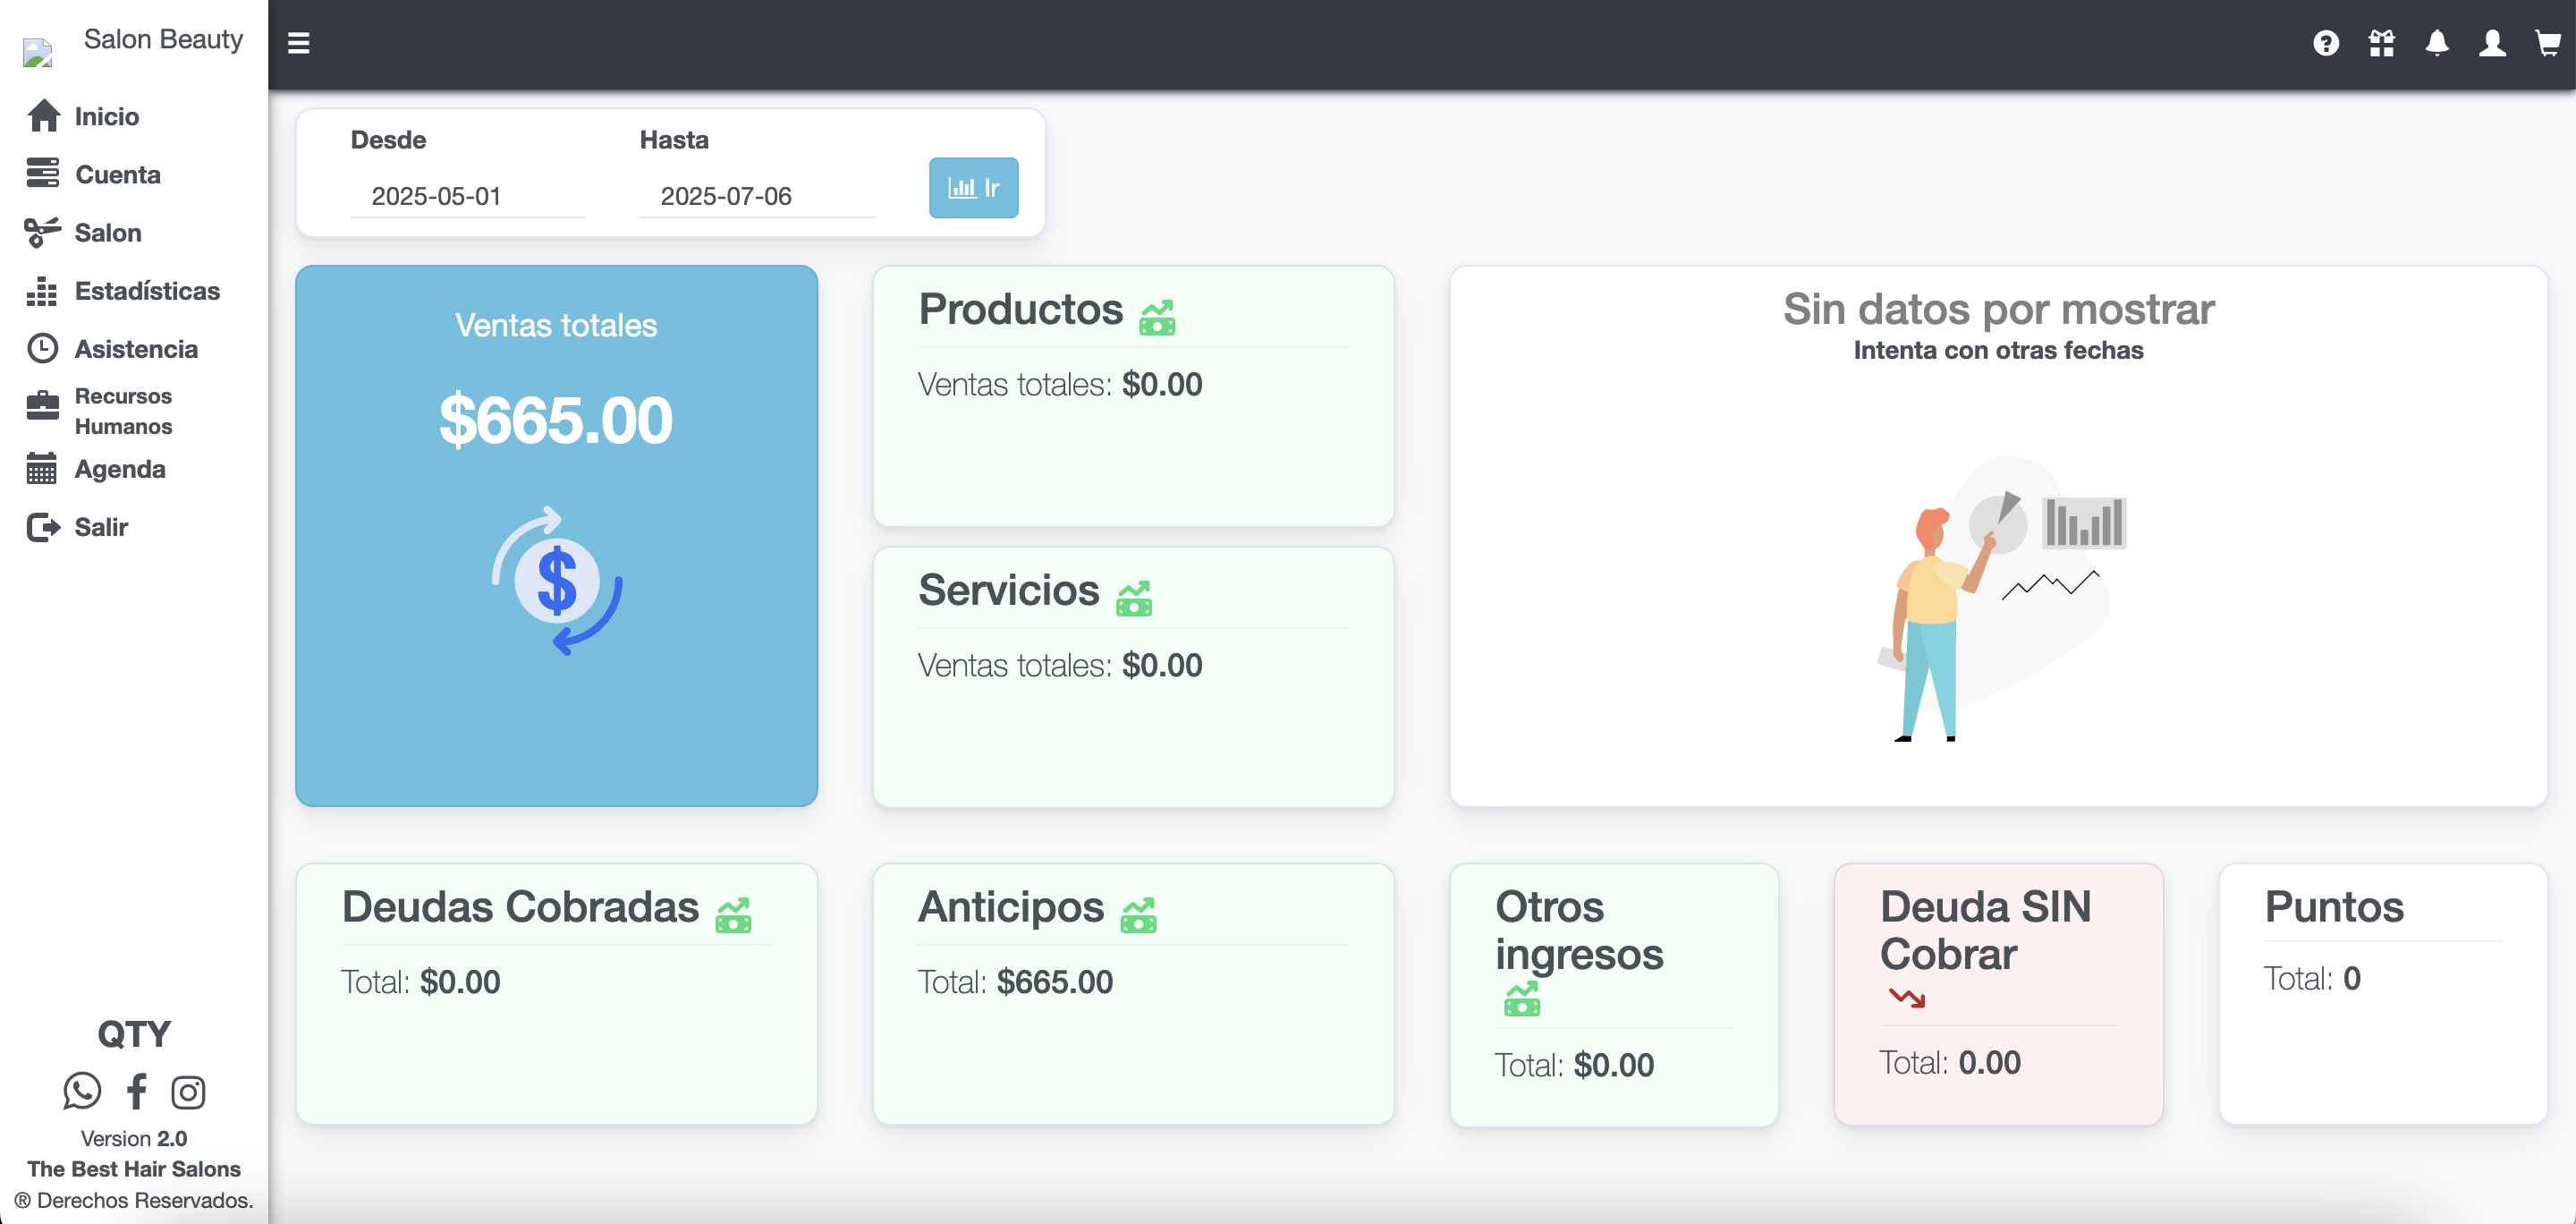 Salon Beauty
Inicio
Cuenta
Salon
Estadísticas
Asistencia
Recursos
Humanos
Agenda
Salir
QTY
Version 2.0
The Best Hair Salons
® Derechos Reservados.
Desde
Hasta
2025-05-01
2025-07-06
Ir
Ventas totales
$665.00
Productos
Ventas totales: $0.00
Servicios
Ventas totales: $0.00
Sin datos por mostrar
Intenta con otras fechas
Deudas Cobradas
Total: $0.00
Anticipos
Total: $665.00
Otros
ingresos
Total: $0.00
Deuda SIN
Cobrar
Total: 0.00
Puntos
Total: 0